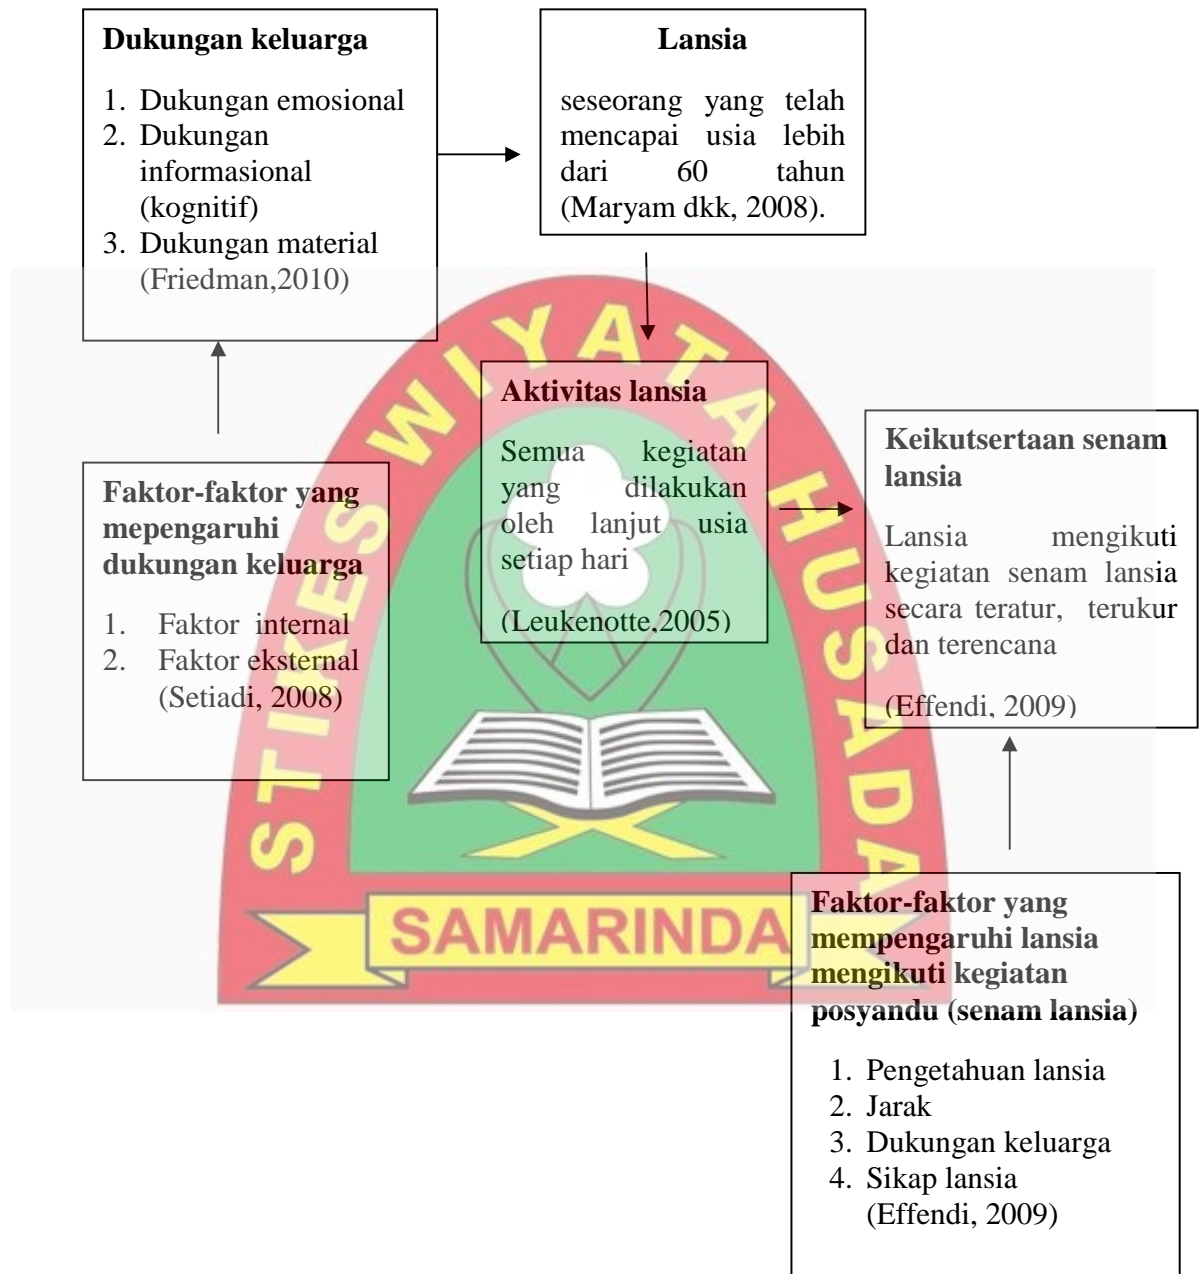 Dukungan keluarga
1. Dukungan emosional
2. Dukungan
informasional
(kognitif)
3. Dukungan material
(Friedman,2010)
Lansia
seseorang yang telah
mencapai usia lebih
dari 60 tahun
(Maryam dkk, 2008).
Aktivitas lansia
Semua kegiatan
yang dilakukan
oleh lanjut usia
setiap hari
(Leukenotte,2005)
Keikutsertaan senam
lansia
Lansia mengikuti
kegiatan senam lansia
secara teratur, terukur
dan terencana
(Effendi, 2009)
Faktor-faktor yang
mepengaruhi
dukungan keluarga
1. Faktor internal
2. Faktor eksternal
(Setiadi, 2008)
Faktor-faktor yang
mempengaruhi lansia
mengikuti kegiatan
posyandu (senam lansia)
1. Pengetahuan lansia
2. Jarak
3. Dukungan keluarga
4. Sikap lansia
(Effendi, 2009)
STIKES WIYATA HUSADA
SAMARINDA